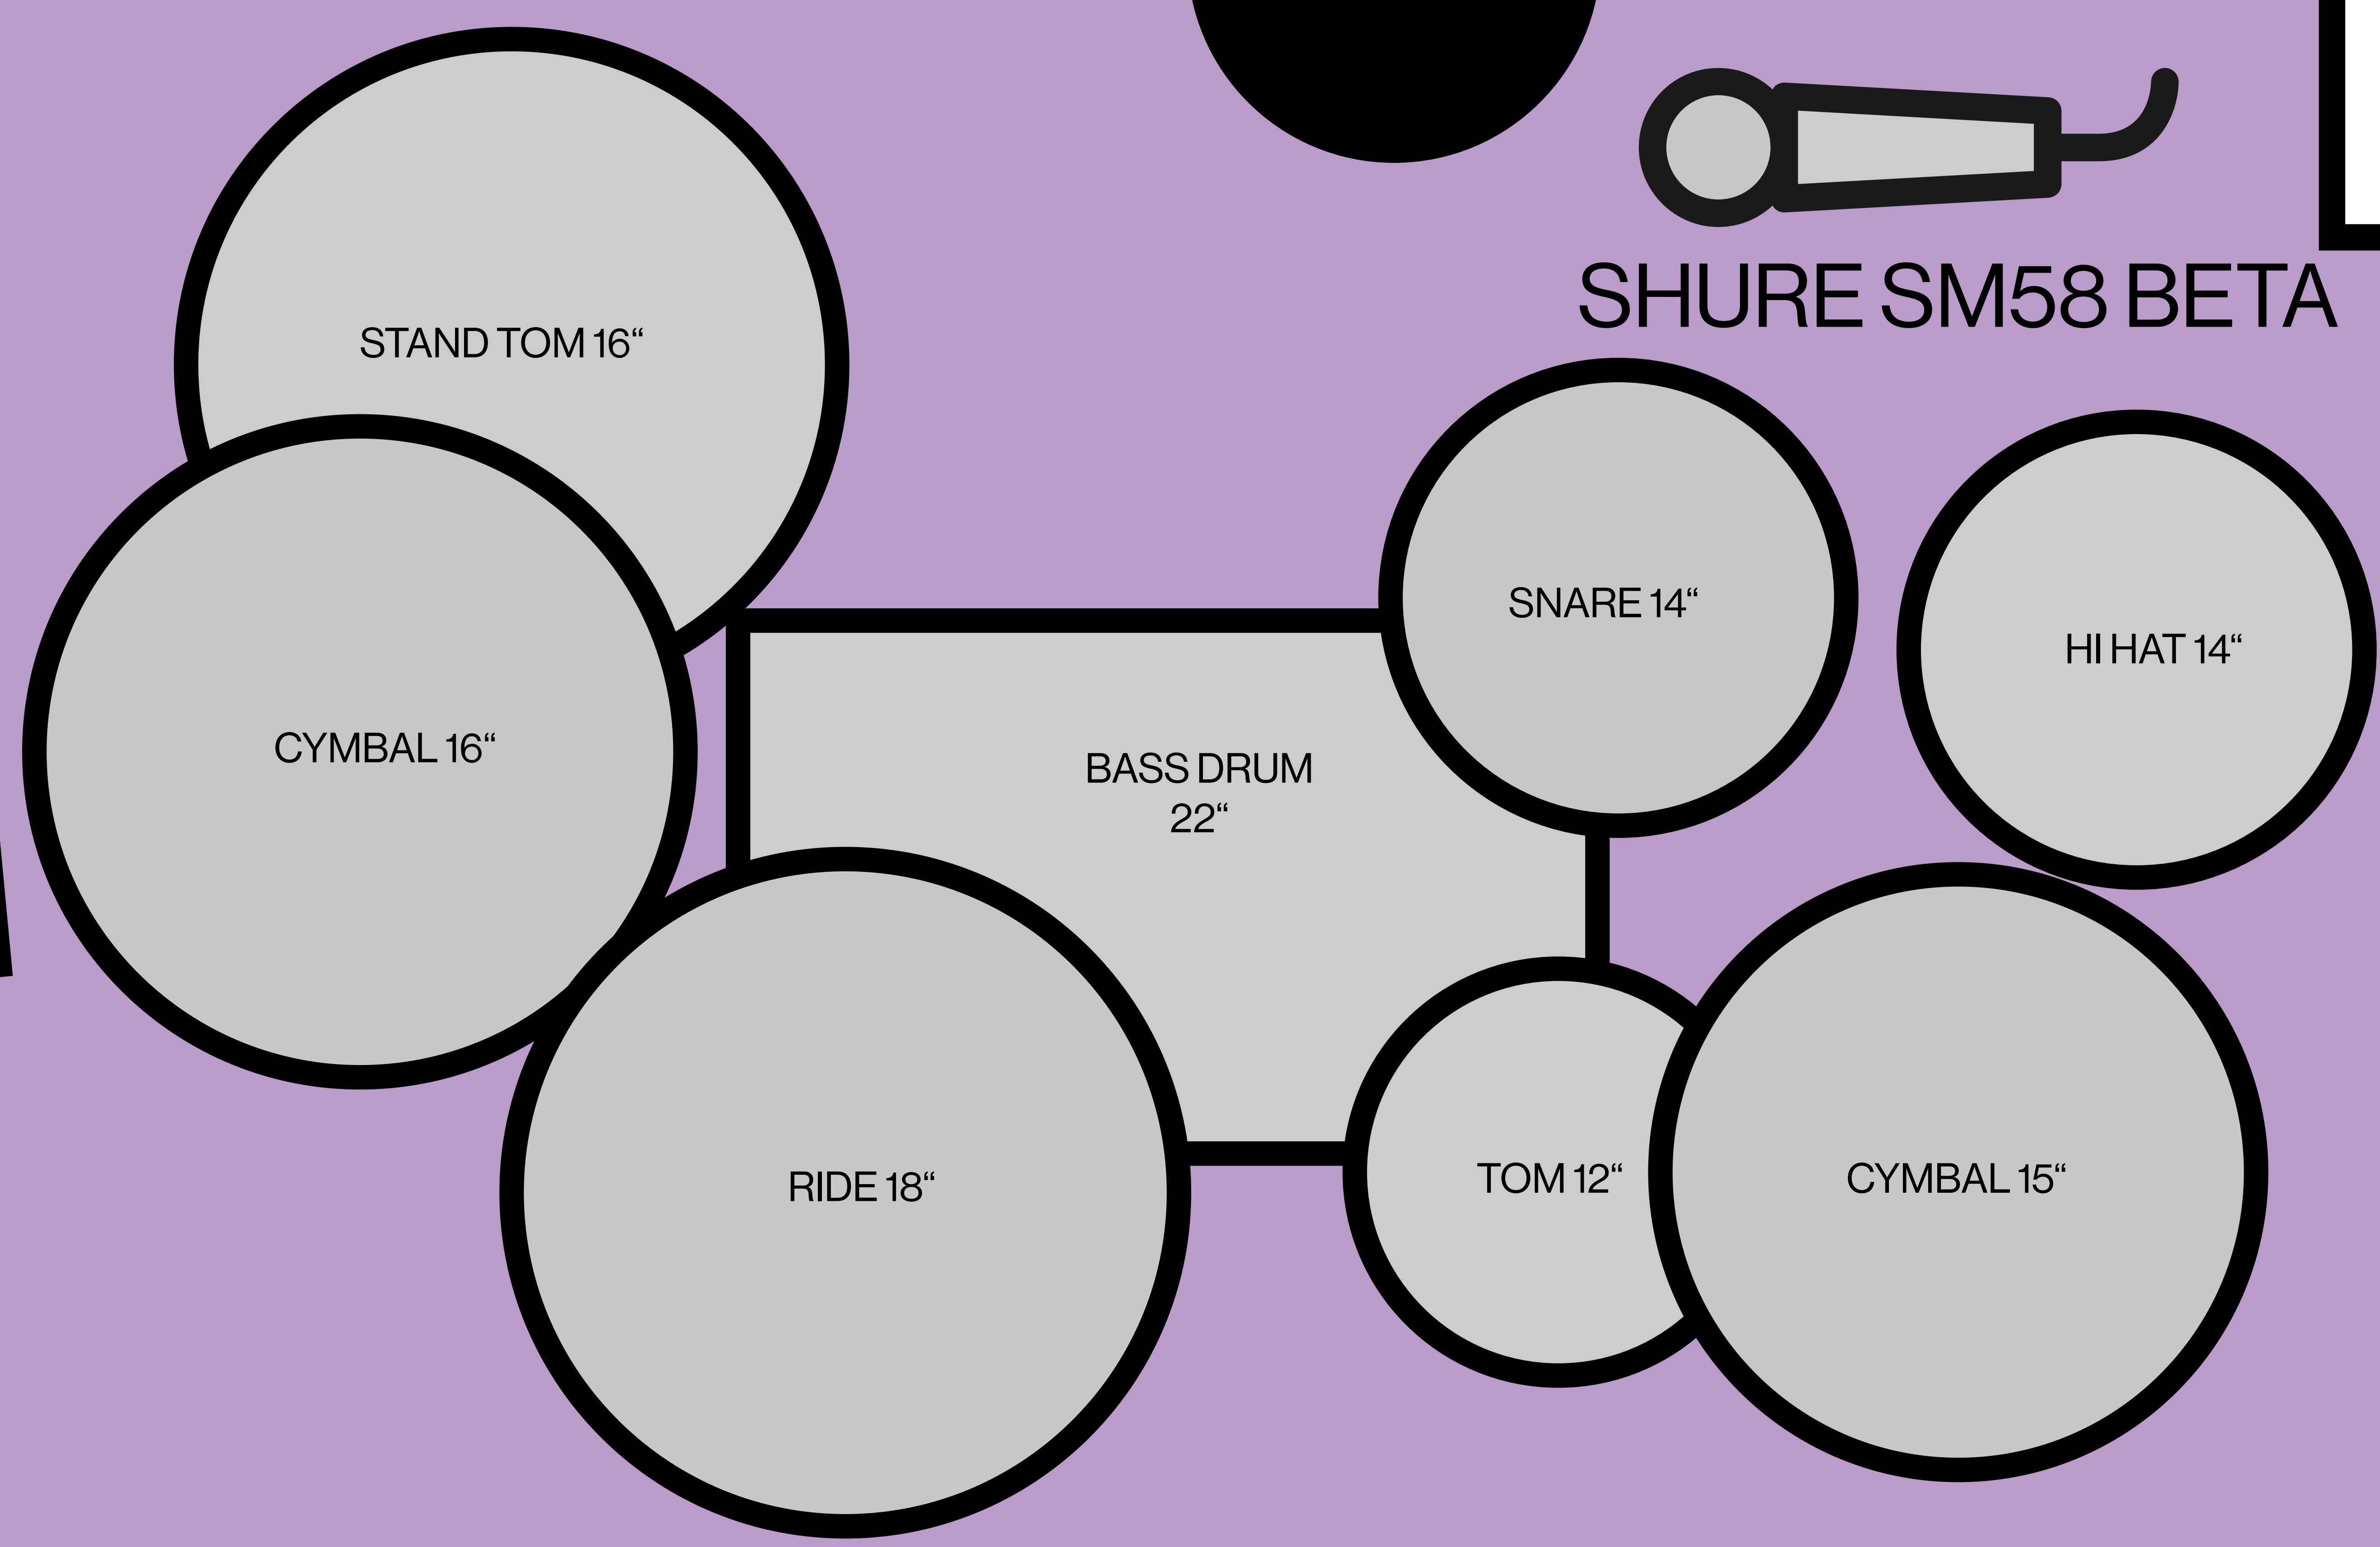 SHURE SM58 BETA
STAND TOM 16“
SNARE 14“
HI HAT 14“
CYMBAL 16“
BASS DRUM
22“
RIDE 18“
TOM 12“
CYMBAL 15“